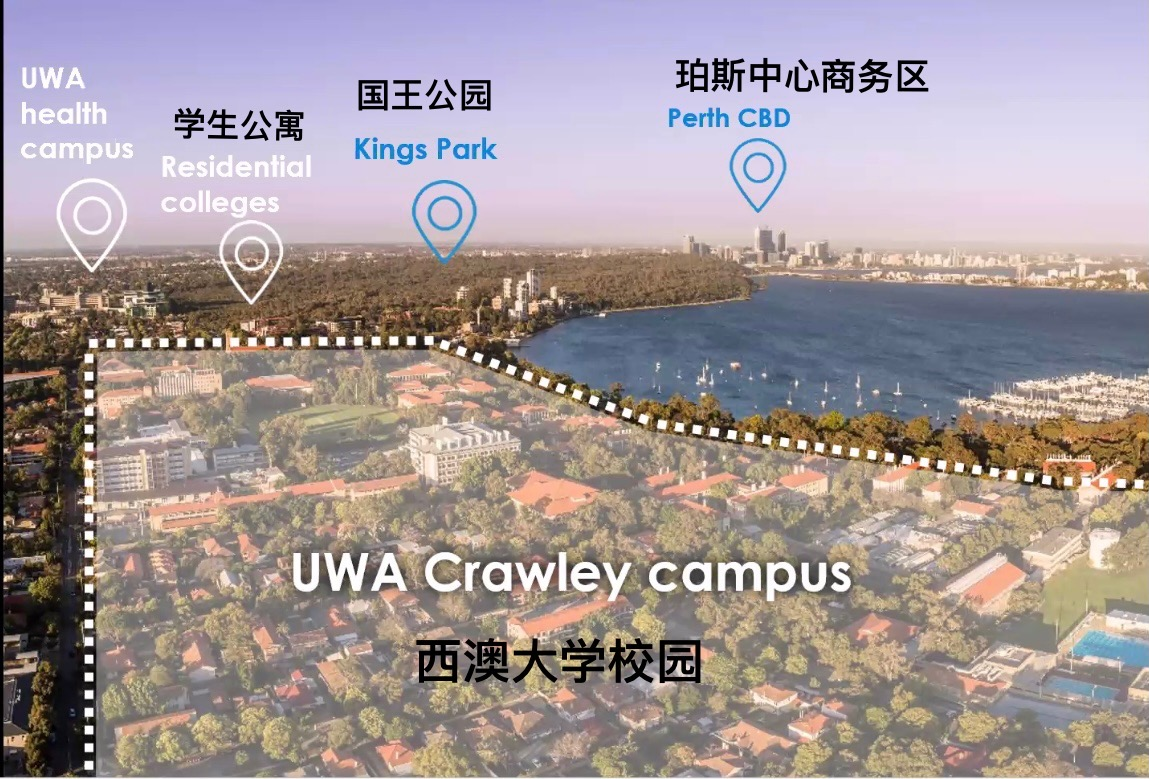 UWA
health
campus
学生公寓
Residential
colleges
国王公园
Kings Park
珀斯中心商务区
Perth CBD
UWA Crawley campus
西澳大学校园